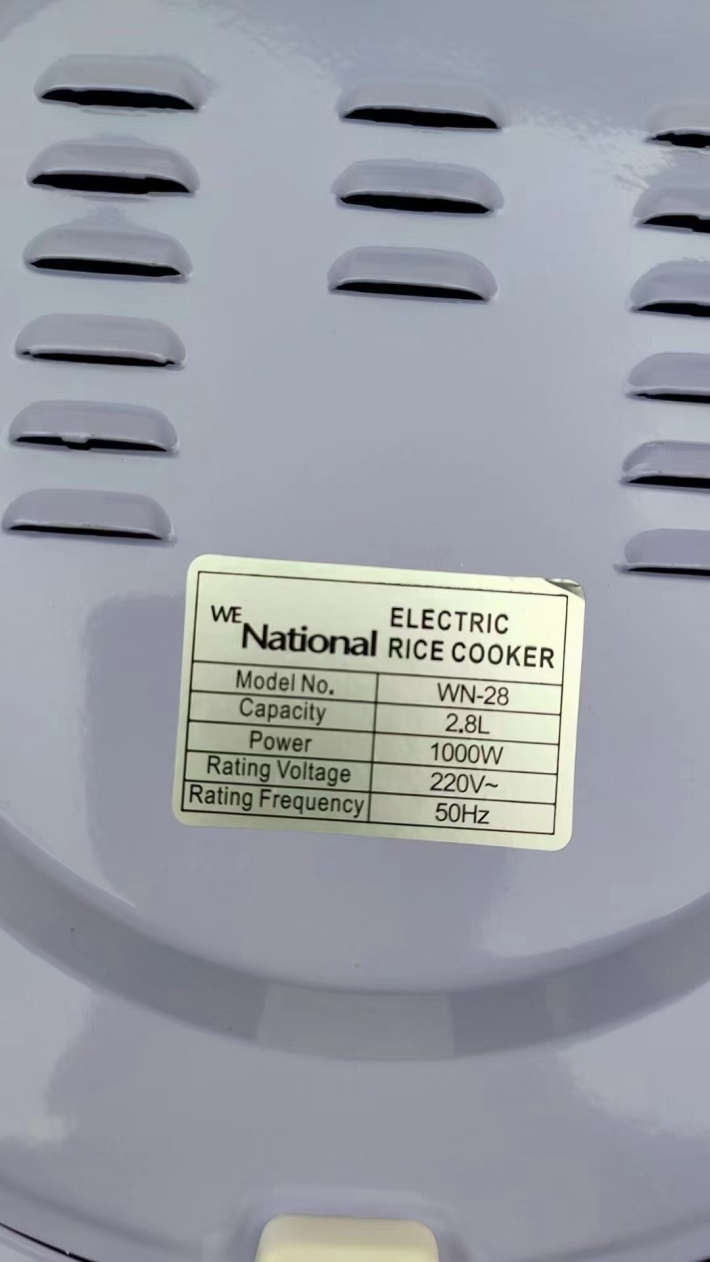 WE National ELECTRIC
RICE COOKER
Model No. WN-28
Capacity 2.8L
Power 1000W
Rating Voltage 220V~
Rating Frequency 50Hz